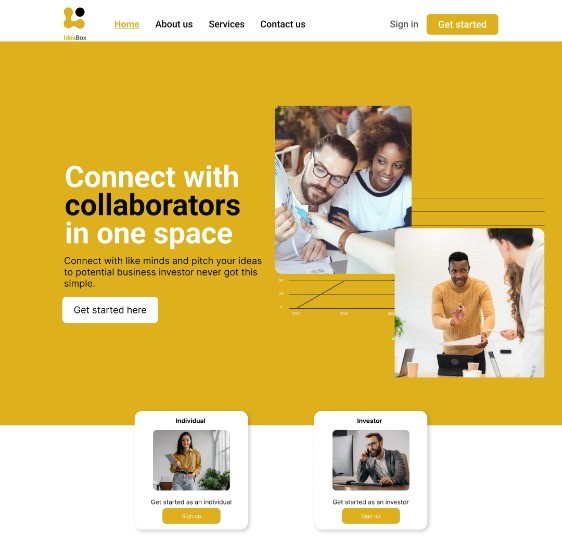 IdeaBox
Home About us Services Contact us Sign in Get started
Connect with
collaborators
in one space
Connect with like minds and pitch your ideas
to potential business investor never got this
simple.
Get started here
Individual
Get started as an individual
Sign up
Investor
Get started as an investor
Sign up